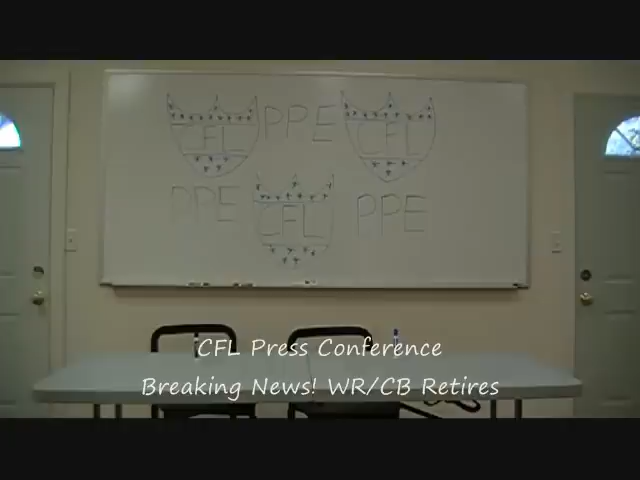 CFL PPE CFL
PPE CFL PPE
CFL Press Conference
Breaking News! WR/CB Retires